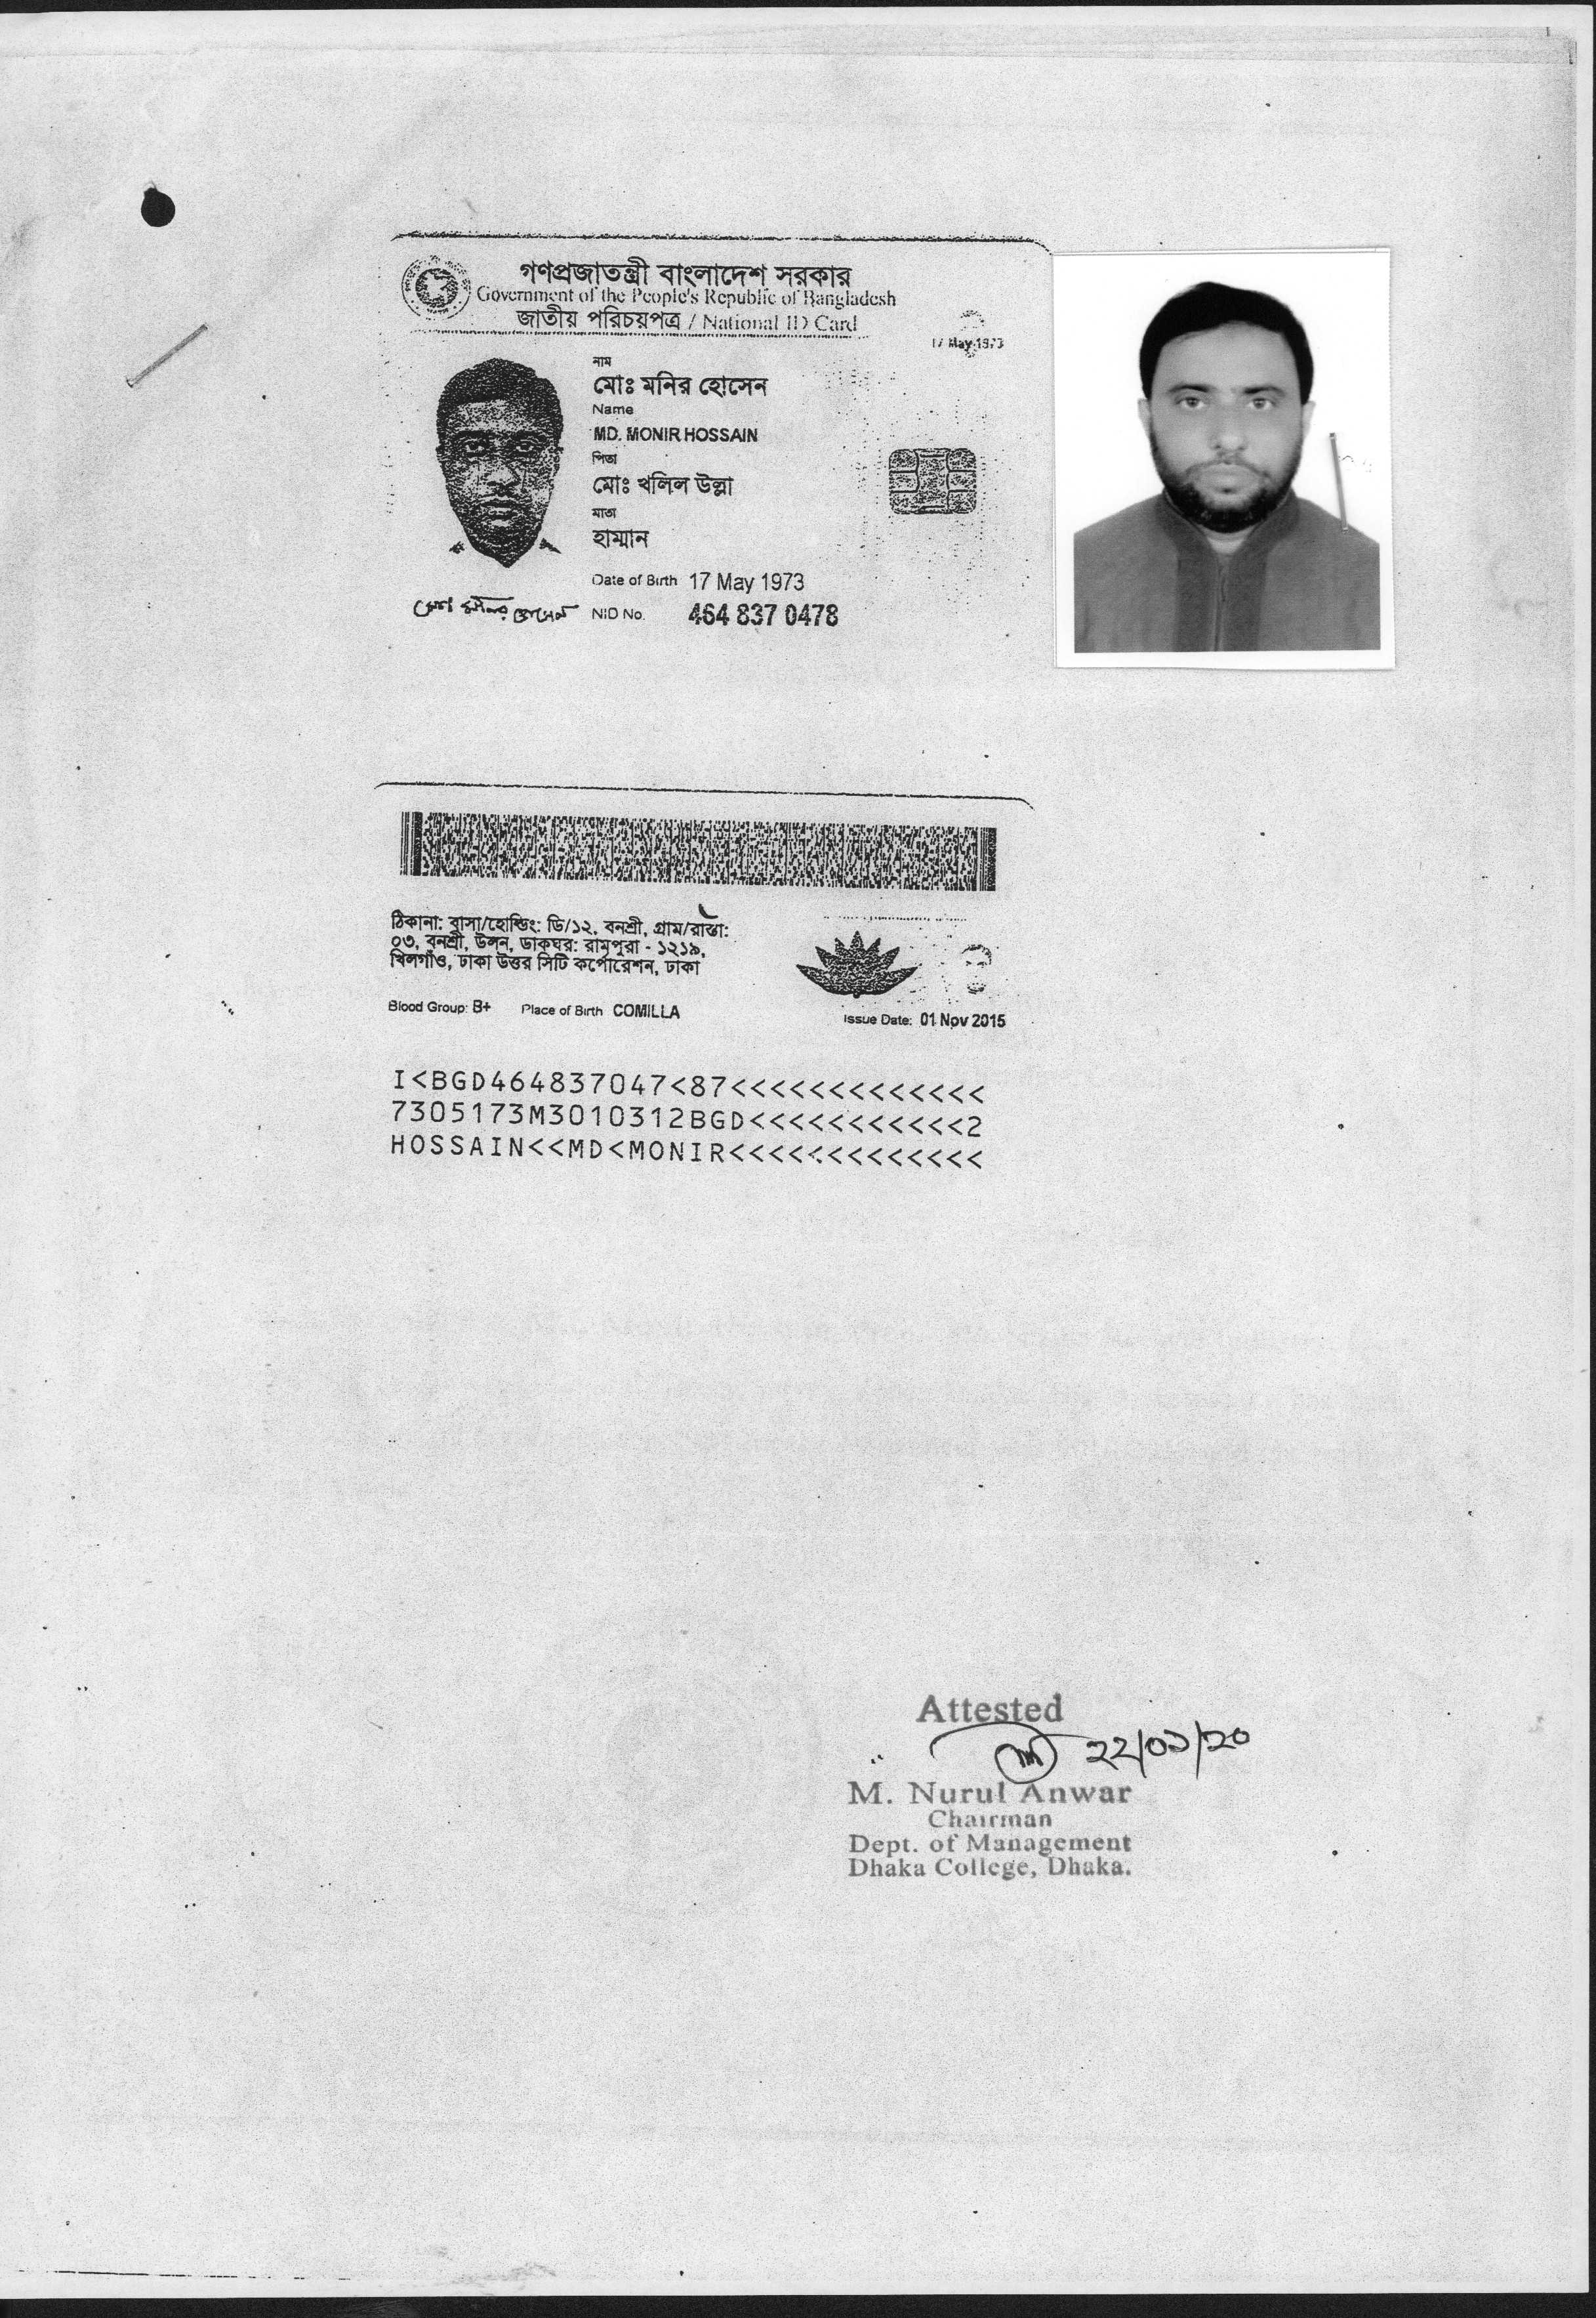 গণপ্রজাতন্ত্রী বাংলাদেশ সরকার
Government of the People's Republic of Bangladesh
জাতীয় পরিচয়পত্র / National ID Card
17 May 1973
নাম
মোঃ মনির হোসেন
Name
MD. MONIR HOSSAIN
পিতা
মোঃ খলিল উল্লা
মাতা
হাম্মান
Date of Birth 17 May 1973
মোঃ মনির হোসেন
NID No. 464 837 0478
ঠিকানা: বাসা/হোল্ডিং: ডি/১২, বনশ্রী, গ্রাম/রাস্তা:
০৩, বনশ্রী, উলন, ডাকঘর: রামপুরা - ১২১৯,
খিলগাঁও, ঢাকা উত্তর সিটি কর্পোরেশন, ঢাকা
Blood Group: B+ Place of Birth COMILLA
Issue Date: 01 Nov 2015
I<BGD464837047<87<<<<<<<<<<<<<
7305173M3010312BGD<<<<<<<<<<<2
HOSSAIN<<MD<MONIR<<<<<<<<<<<<<
Attested
২২/০১/২০
M. Nurul Anwar
Chairman
Dept. of Management
Dhaka College, Dhaka.